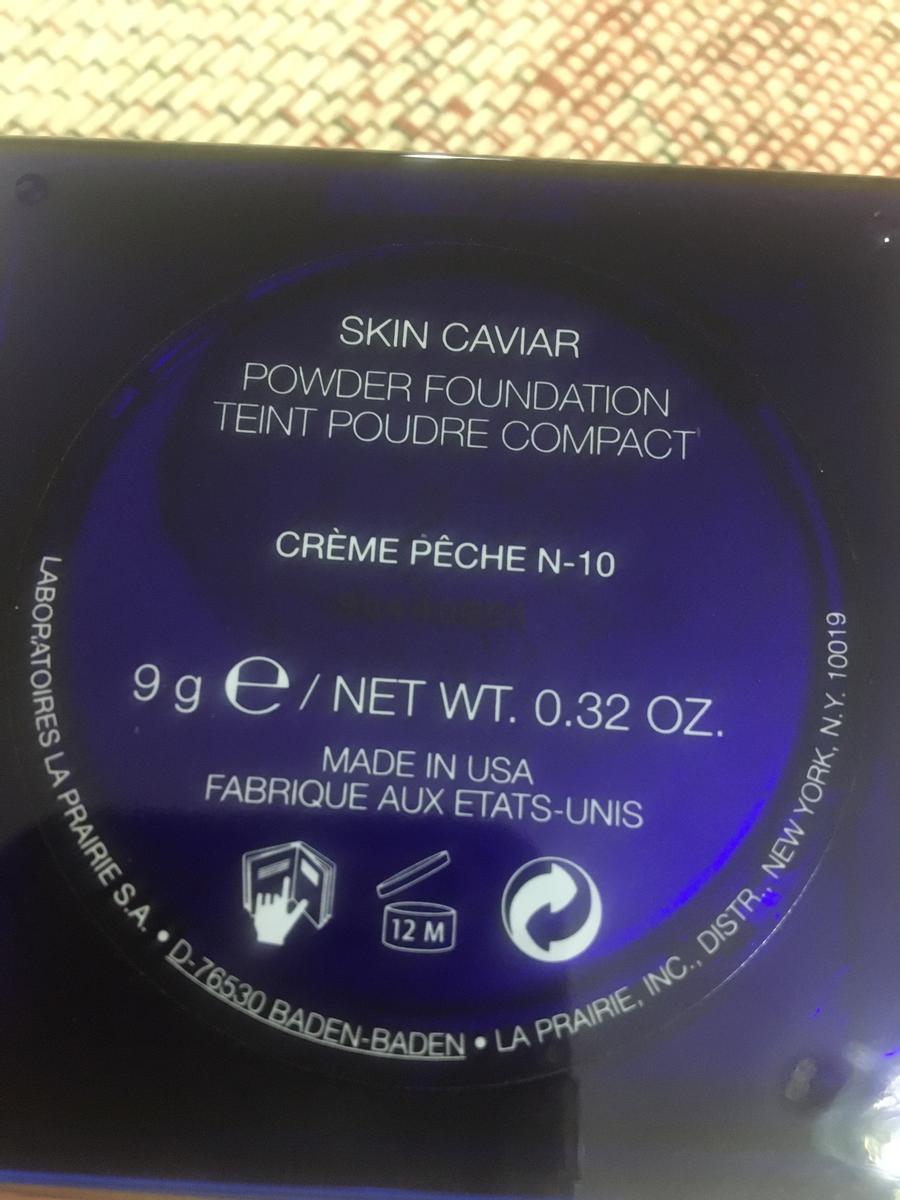 SKIN CAVIAR
POWDER FOUNDATION
TEINT POUDRE COMPACT
CRÈME PÊCHE N-10
9 g ℮ / NET WT. 0.32 OZ.
MADE IN USA
FABRIQUE AUX ETATS-UNIS
12 M
LABORATOIRES LA PRAIRIE S.A. • D-76530 BADEN-BADEN • LA PRAIRIE, INC., DISTR., NEW YORK, N.Y. 10019